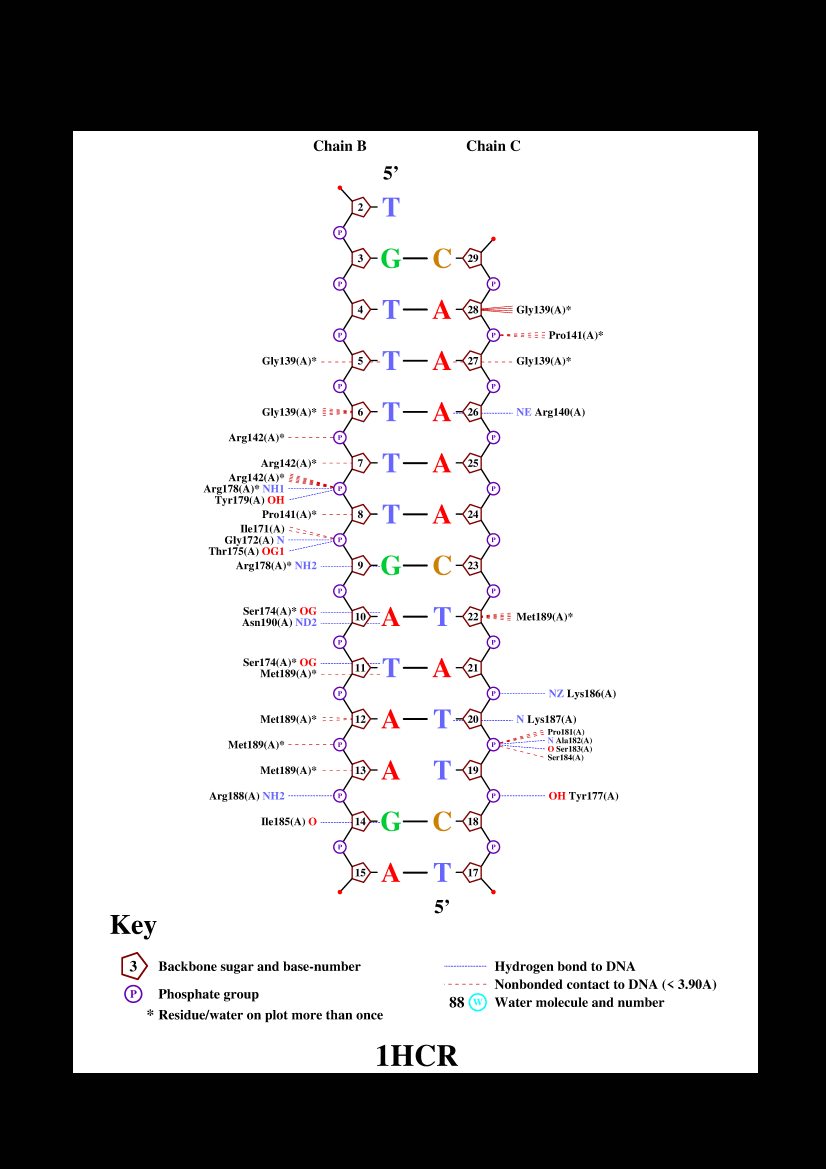 Chain B Chain C
5’
2 T
P
3 G C 29
P P
4 T A 28 Gly139(A)*
P P Pro141(A)*
Gly139(A)* 5 T A 27 Gly139(A)*
P P
Gly139(A)* 6 T A 26 NE Arg140(A)
Arg142(A)* P P
Arg142(A)* 7 T A 25
Arg142(A)*
Arg178(A)* NH1 P P
Tyr179(A) OH
Pro141(A)* 8 T A 24
Ile171(A)
Gly172(A) N P P
Thr175(A) OG1
Arg178(A)* NH2 9 G C 23
P P
Ser174(A)* OG 10 A T 22 Met189(A)*
Asn190(A) ND2
P P
Ser174(A)* OG 11 T A 21
Met189(A)*
P P NZ Lys186(A)
Met189(A)* 12 A T 20 N Lys187(A)
Pro181(A)
Met189(A)* P P N Ala182(A)
O Ser183(A)
Ser184(A)
Met189(A)* 13 A T 19
Arg188(A) NH2 P P OH Tyr177(A)
Ile185(A) O 14 G C 18
P P
15 A T 17
5’
Key
3 Backbone sugar and base-number
P Phosphate group
* Residue/water on plot more than once
Hydrogen bond to DNA
Nonbonded contact to DNA (< 3.90A)
88 W Water molecule and number
1HCR